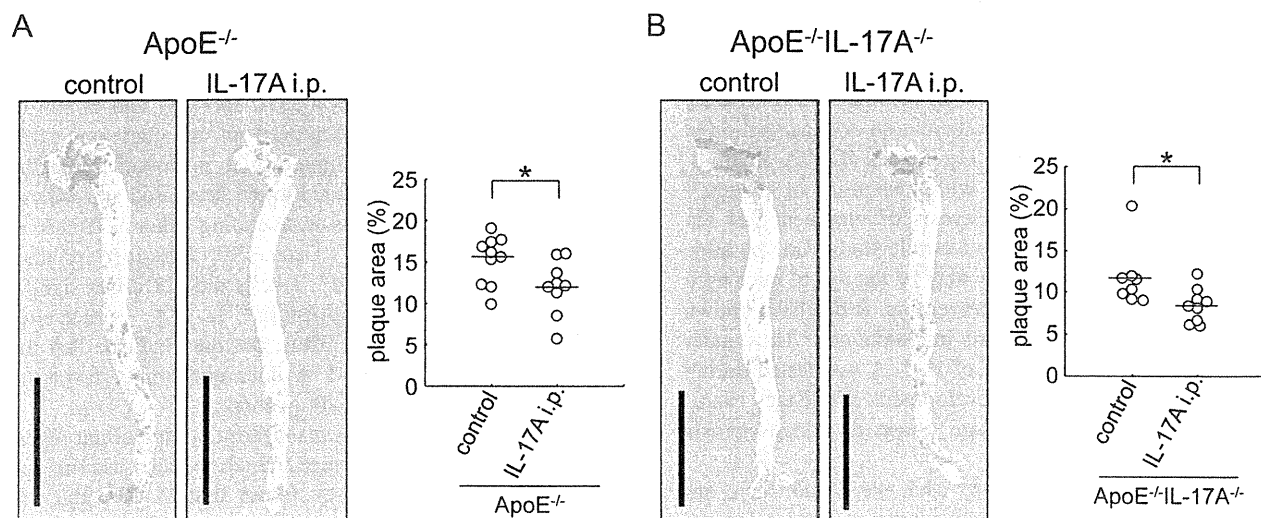 A
ApoE-/-
control
IL-17A i.p.
plaque area (%)
25
20
15
10
5
0
*
control
IL-17A i.p.
ApoE-/-
B
ApoE-/-IL-17A-/-
control
IL-17A i.p.
plaque area (%)
25
20
15
10
5
0
*
control
IL-17A i.p.
ApoE-/-IL-17A-/-